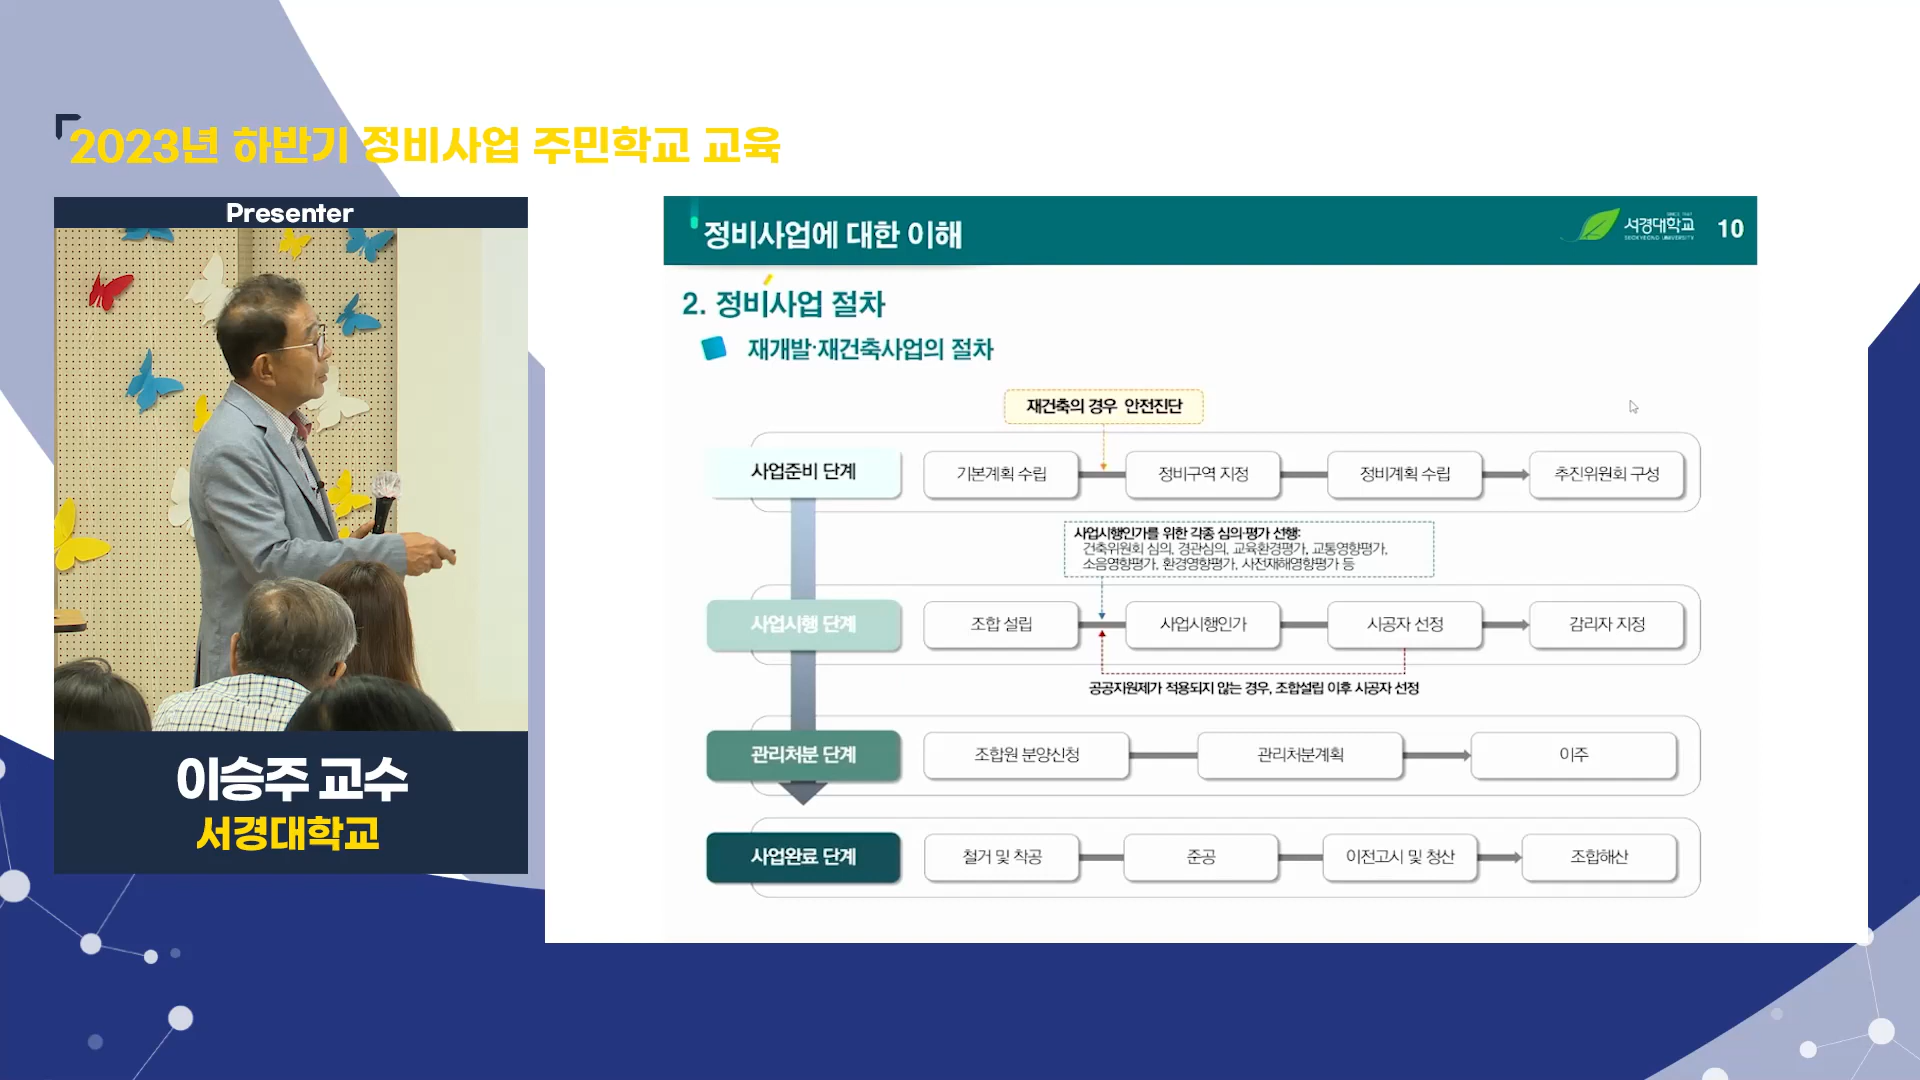 2023년 하반기 정비사업 주민학교 교육
Presenter
이승주 교수
서경대학교
정비사업에 대한 이해
서경대학교
SEOKYEONG UNIVERSITY
10
2. 정비사업 절차
재개발·재건축사업의 절차
재건축의 경우 안전진단
사업준비 단계
기본계획 수립
정비구역 지정
정비계획 수립
추진위원회 구성
사업시행인가를 위한 각종 심의·평가 선행:
건축위원회 심의, 경관심의, 교육환경평가, 교통영향평가,
소음영향평가, 환경영향평가, 사전재해영향평가 등
사업시행 단계
조합 설립
사업시행인가
시공자 선정
감리자 지정
공공지원제가 적용되지 않는 경우, 조합설립 이후 시공자 선정
관리처분 단계
조합원 분양신청
관리처분계획
이주
사업완료 단계
철거 및 착공
준공
이전고시 및 청산
조합해산